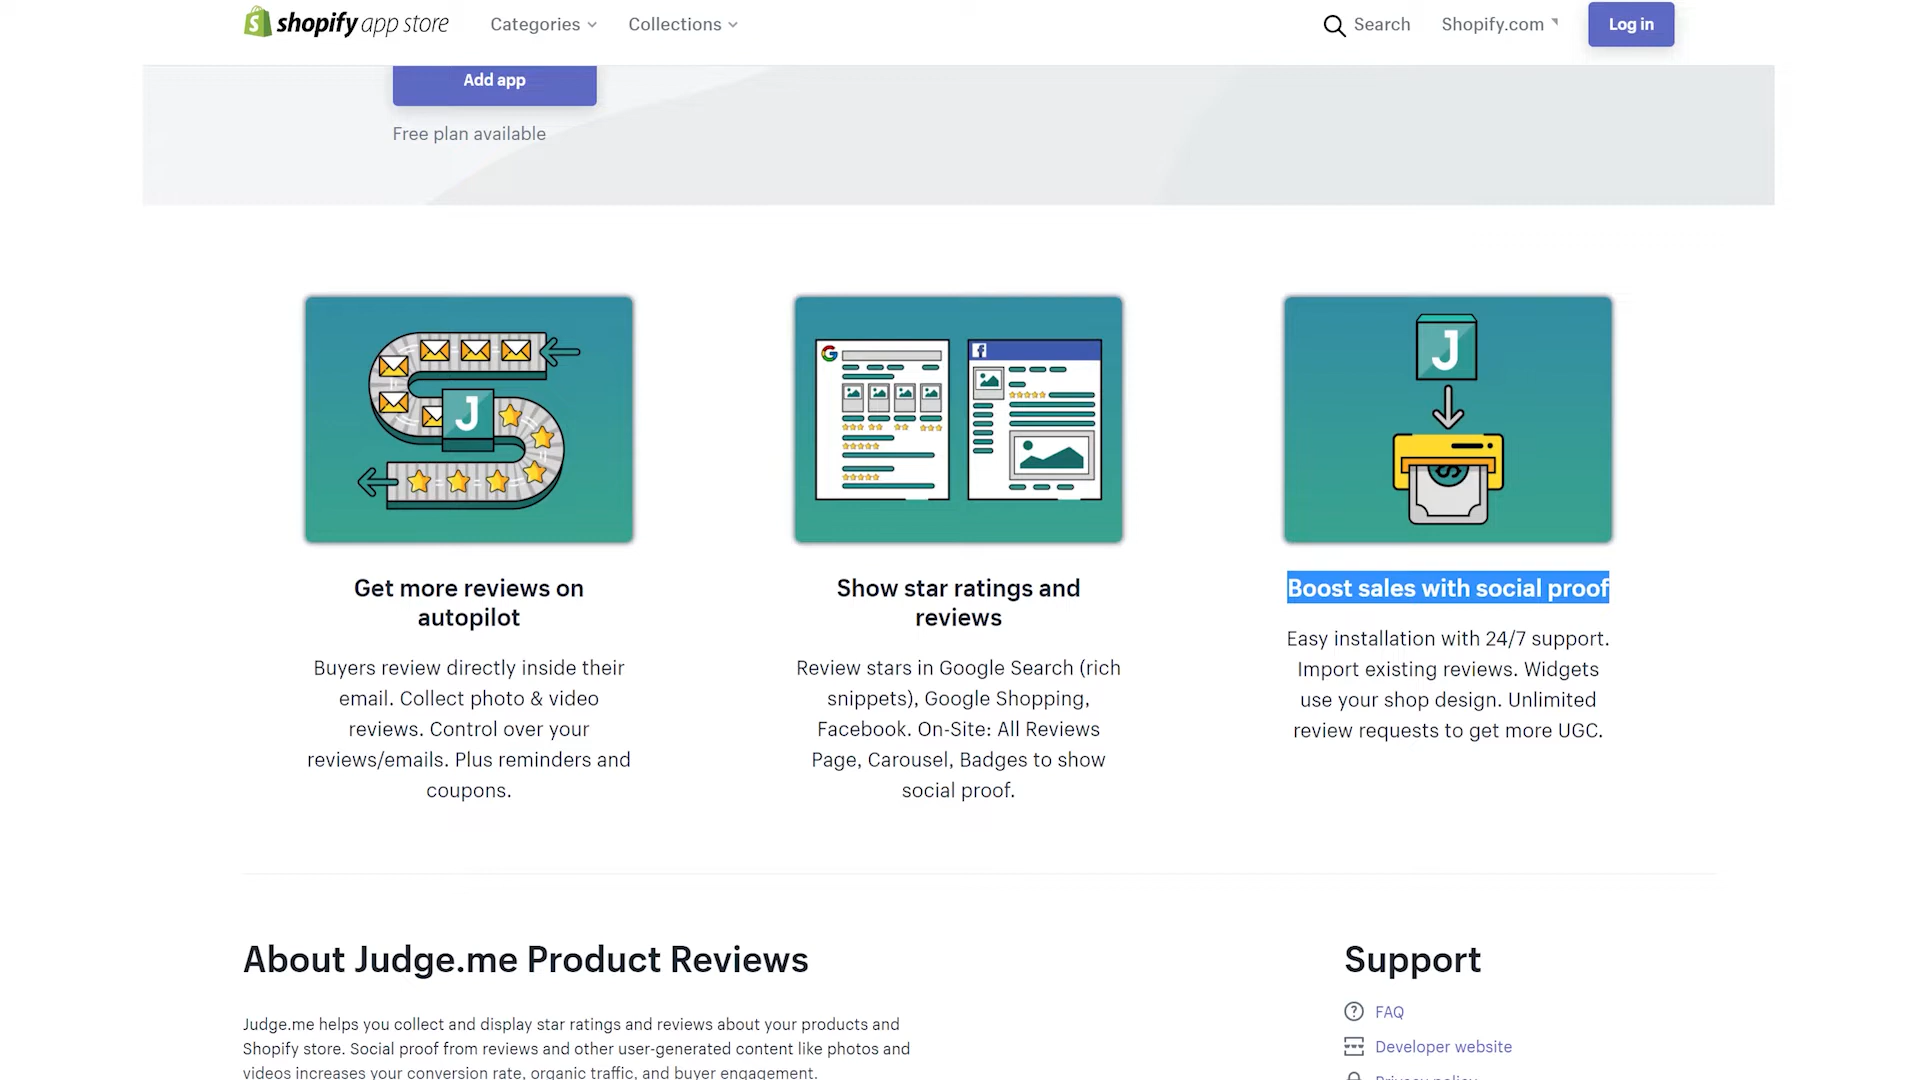 shopify app store
Categories
Collections
Search
Shopify.com
Log in
Add app
Free plan available
Get more reviews on
autopilot
Buyers review directly inside their
email. Collect photo & video
reviews. Control over your
reviews/emails. Plus reminders and
coupons.
Show star ratings and
reviews
Review stars in Google Search (rich
snippets), Google Shopping,
Facebook. On-Site: All Reviews
Page, Carousel, Badges to show
social proof.
Boost sales with social proof
Easy installation with 24/7 support.
Import existing reviews. Widgets
use your shop design. Unlimited
review requests to get more UGC.
About Judge.me Product Reviews
Judge.me helps you collect and display star ratings and reviews about your products and
Shopify store. Social proof from reviews and other user-generated content like photos and
videos increases your conversion rate, organic traffic, and buyer engagement.
Support
FAQ
Developer website
Privacy policy